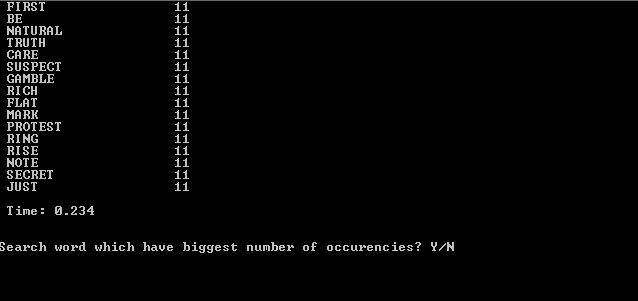 FIRST 11
BE 11
NATURAL 11
TRUTH 11
CARE 11
SUSPECT 11
GAMBLE 11
RICH 11
FLAT 11
MARK 11
PROTEST 11
RING 11
RISE 11
NOTE 11
SECRET 11
JUST 11
Time: 0.234
Search word which have biggest number of occurencies? Y/N